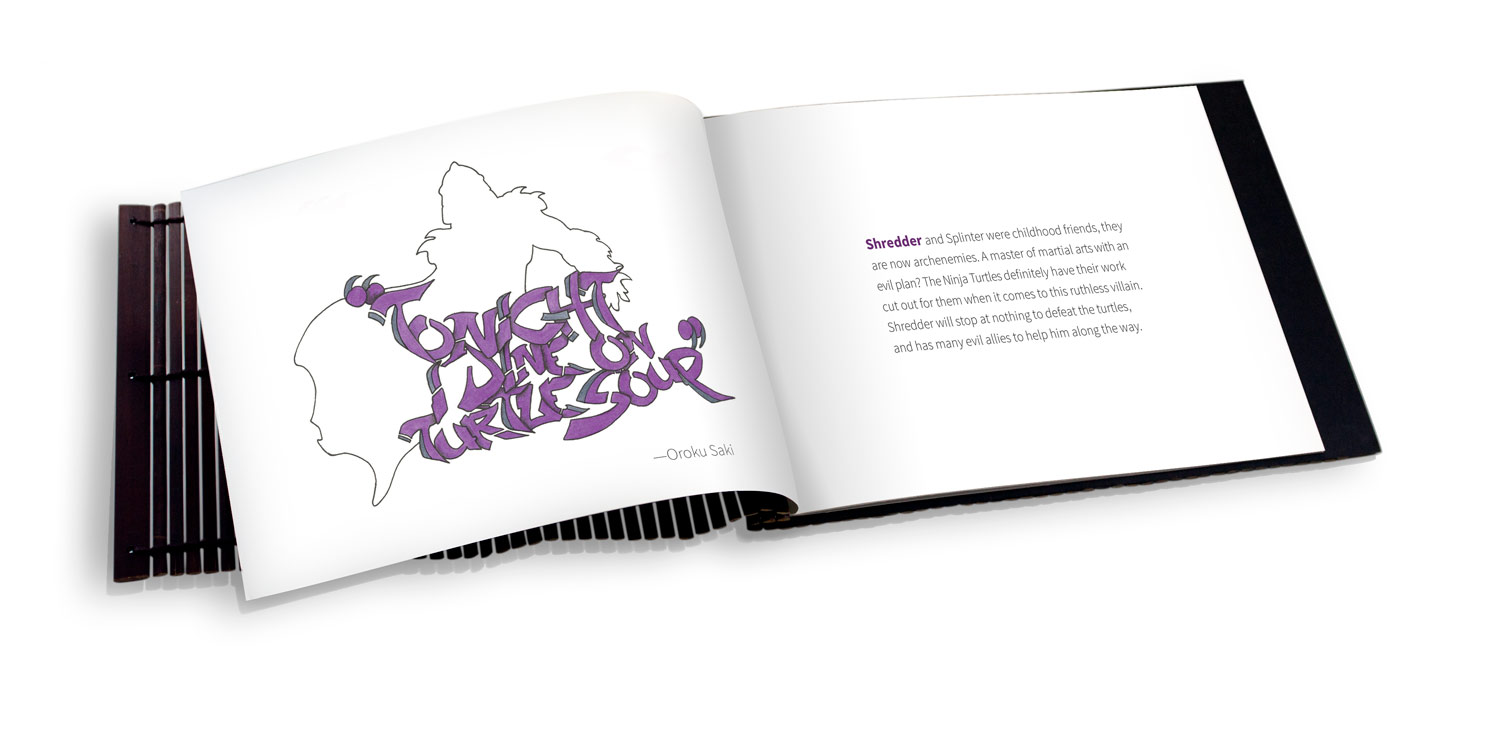 “Tonight
I Dine on
Turtle Soup”
—Oroku Saki
Shredder and Splinter were childhood friends, they
are now archenemies. A master of martial arts with an
evil plan? The Ninja Turtles definitely have their work
cut out for them when it comes to this ruthless villain.
Shredder will stop at nothing to defeat the turtles,
and has many evil allies to help him along the way.